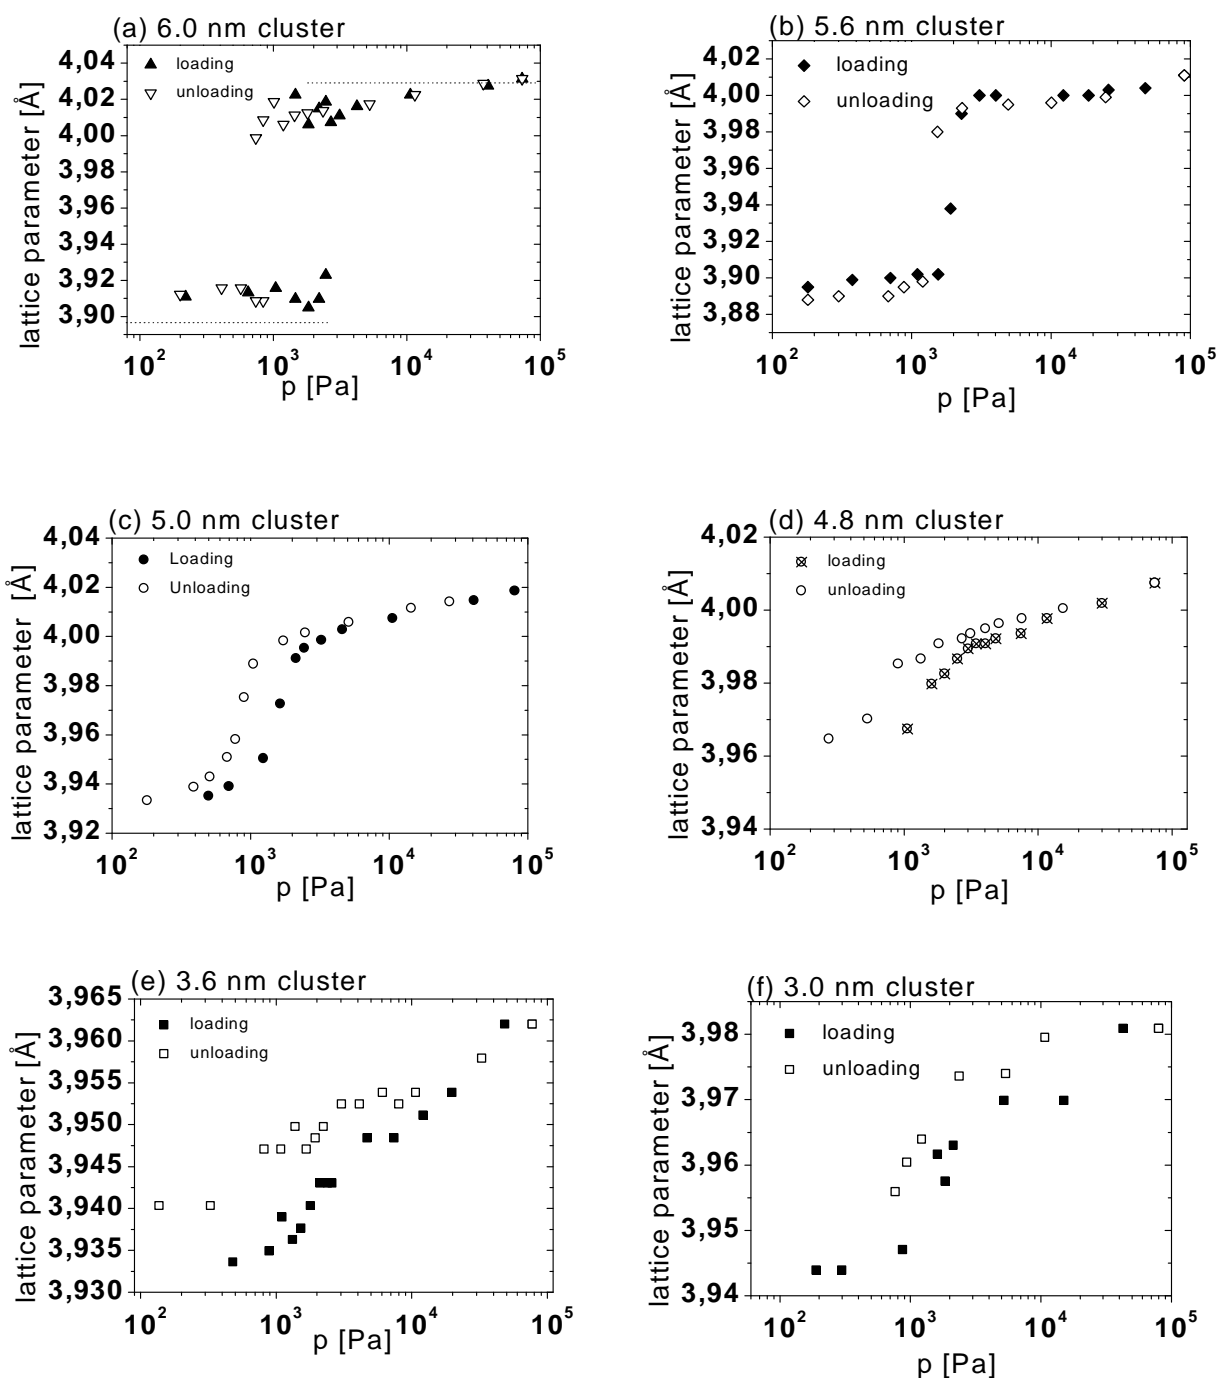 (a) 6.0 nm cluster
lattice parameter [Å]
4,04
4,02
4,00
3,98
3,96
3,94
3,92
3,90
loading
unloading
10² 10³ 10⁴ 10⁵
p [Pa]
(b) 5.6 nm cluster
lattice parameter [Å]
4,02
4,00
3,98
3,96
3,94
3,92
3,90
3,88
loading
unloading
10² 10³ 10⁴ 10⁵
p [Pa]
(c) 5.0 nm cluster
lattice parameter [Å]
4,04
4,02
4,00
3,98
3,96
3,94
3,92
Loading
Unloading
10² 10³ 10⁴ 10⁵
p [Pa]
(d) 4.8 nm cluster
lattice parameter [Å]
4,02
4,00
3,98
3,96
3,94
loading
unloading
10² 10³ 10⁴ 10⁵
p [Pa]
(e) 3.6 nm cluster
lattice parameter [Å]
3,965
3,960
3,955
3,950
3,945
3,940
3,935
3,930
loading
unloading
10² 10³ 10⁴ 10⁵
p [Pa]
(f) 3.0 nm cluster
lattice parameter [Å]
3,98
3,97
3,96
3,95
3,94
loading
unloading
10² 10³ 10⁴ 10⁵
p [Pa]